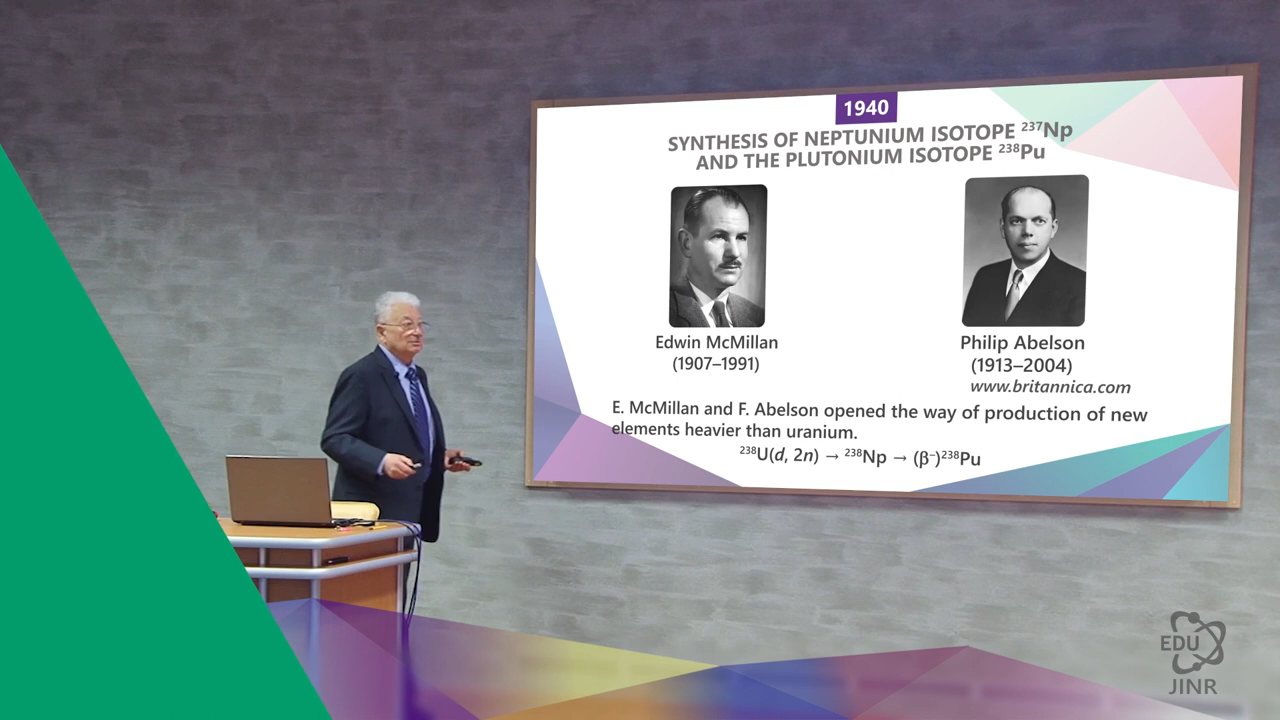 1940
SYNTHESIS OF NEPTUNIUM ISOTOPE ²³⁷Np
AND THE PLUTONIUM ISOTOPE ²³⁸Pu
Edwin McMillan
(1907–1991)
Philip Abelson
(1913–2004)
www.britannica.com
E. McMillan and F. Abelson opened the way of production of new
elements heavier than uranium.
²³⁸U(d, 2n) → ²³⁸Np → (β⁻)²³⁸Pu
EDU
JINR